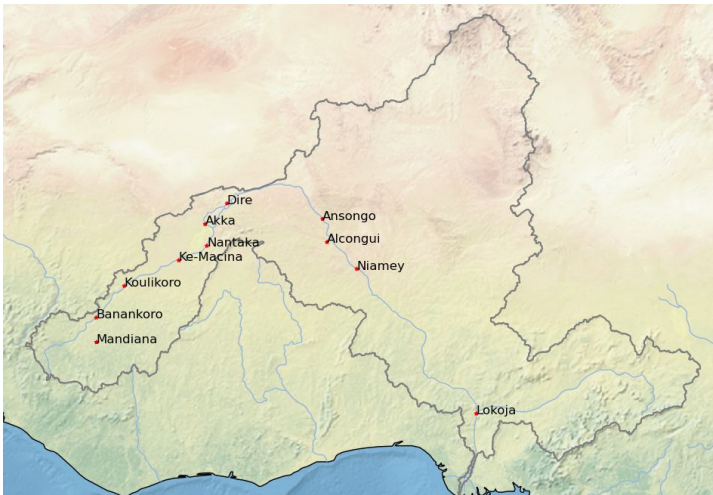 Dire
Ansongo
Akka
Alcongui
Nantaka
Ke-Macina
Niamey
Koulikoro
Banankoro
Mandiana
Lokoja